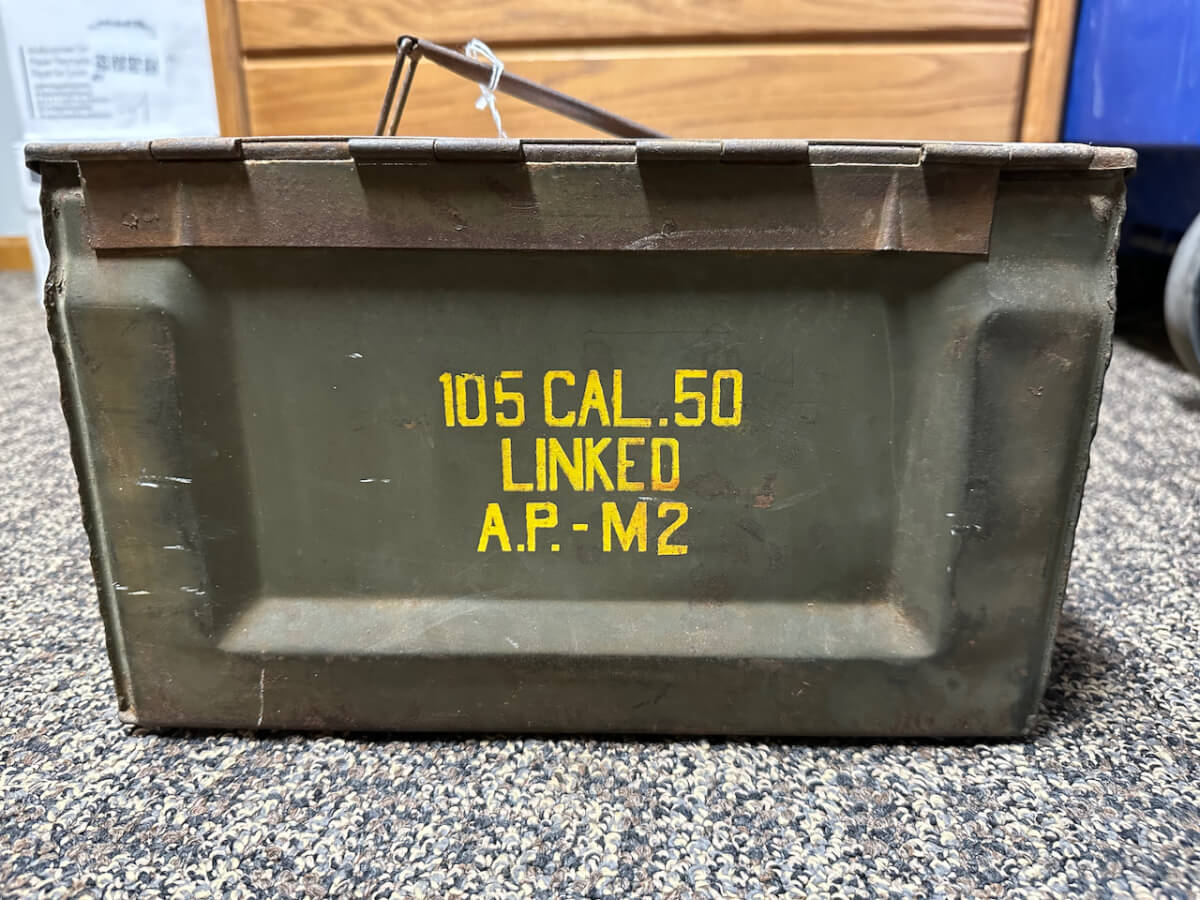 105 CAL. 50
LINKED
A.P. - M2